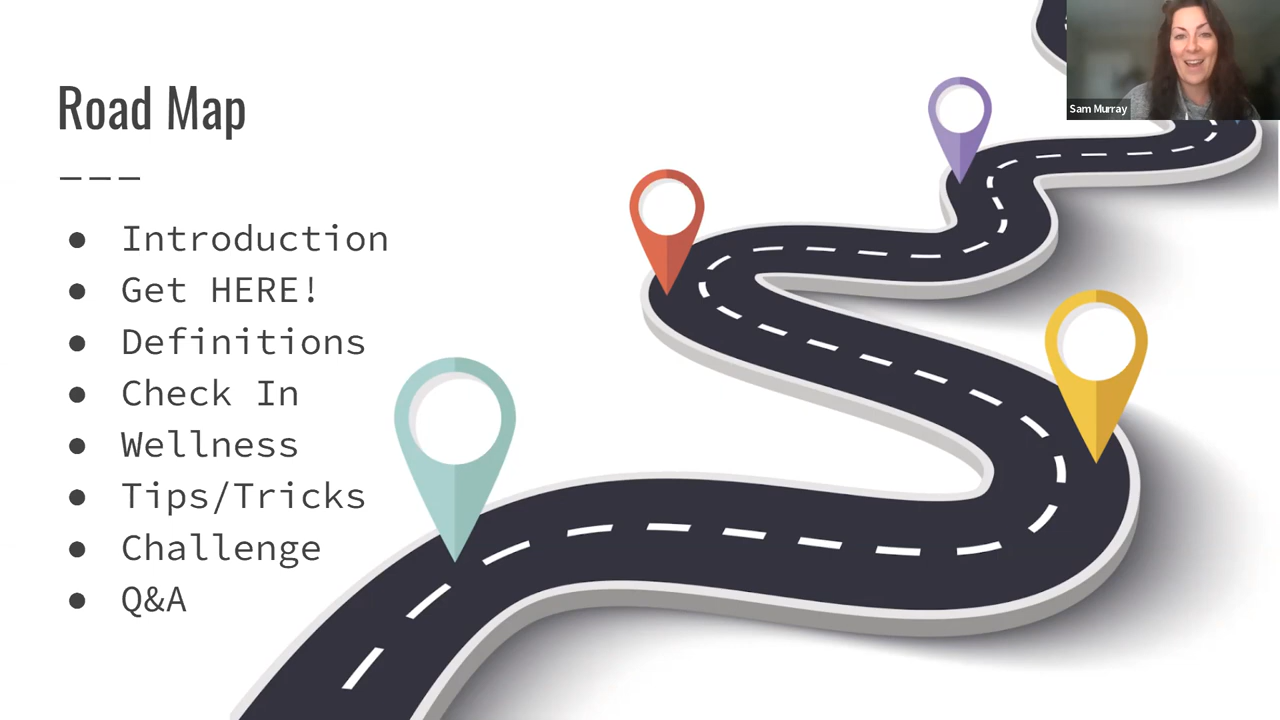 Road Map
Introduction
Get HERE!
Definitions
Check In
Wellness
Tips/Tricks
Challenge
Q&A
Sam Murray